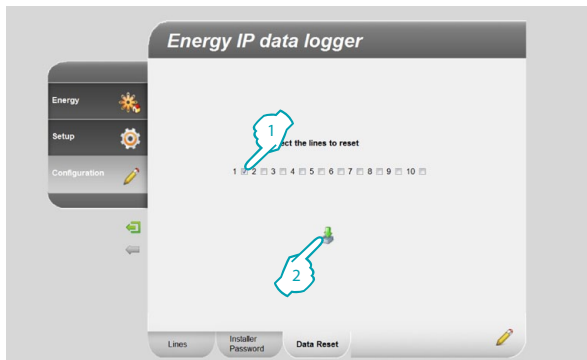 Energy IP data logger
Energy
Setup
Configuration
1
ect the lines to reset
1 2 3 4 5 6 7 8 9 10
2
Lines
Installer
Password
Data Reset